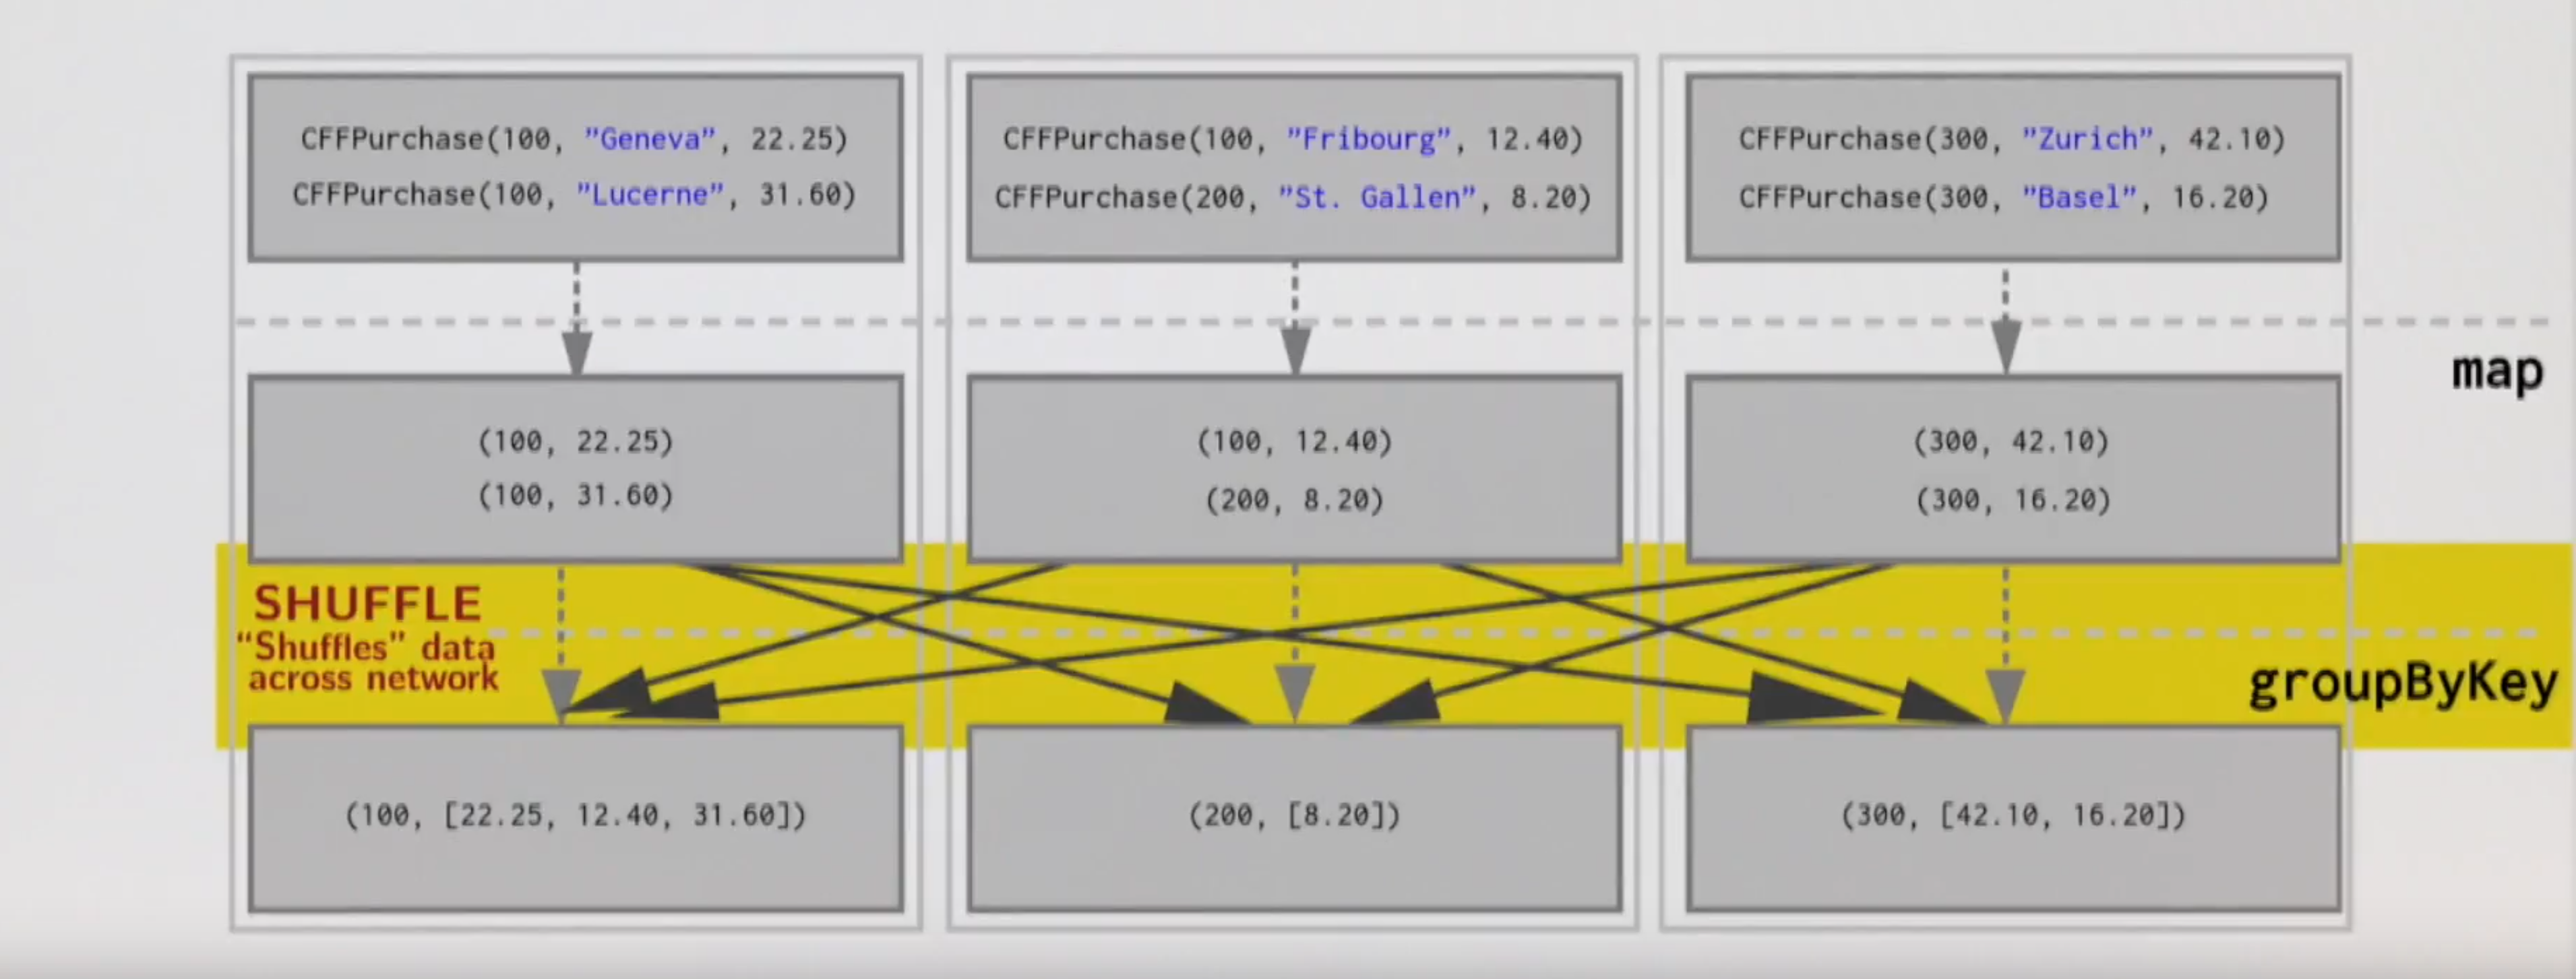 CFFPurchase(100, ”Geneva”, 22.25)
CFFPurchase(100, ”Lucerne”, 31.60)
CFFPurchase(100, ”Fribourg”, 12.40)
CFFPurchase(200, ”St. Gallen”, 8.20)
CFFPurchase(300, ”Zurich”, 42.10)
CFFPurchase(300, ”Basel”, 16.20)
map
(100, 22.25)
(100, 31.60)
(100, 12.40)
(200, 8.20)
(300, 42.10)
(300, 16.20)
SHUFFLE
“Shuffles” data
across network
groupByKey
(100, [22.25, 12.40, 31.60])
(200, [8.20])
(300, [42.10, 16.20])